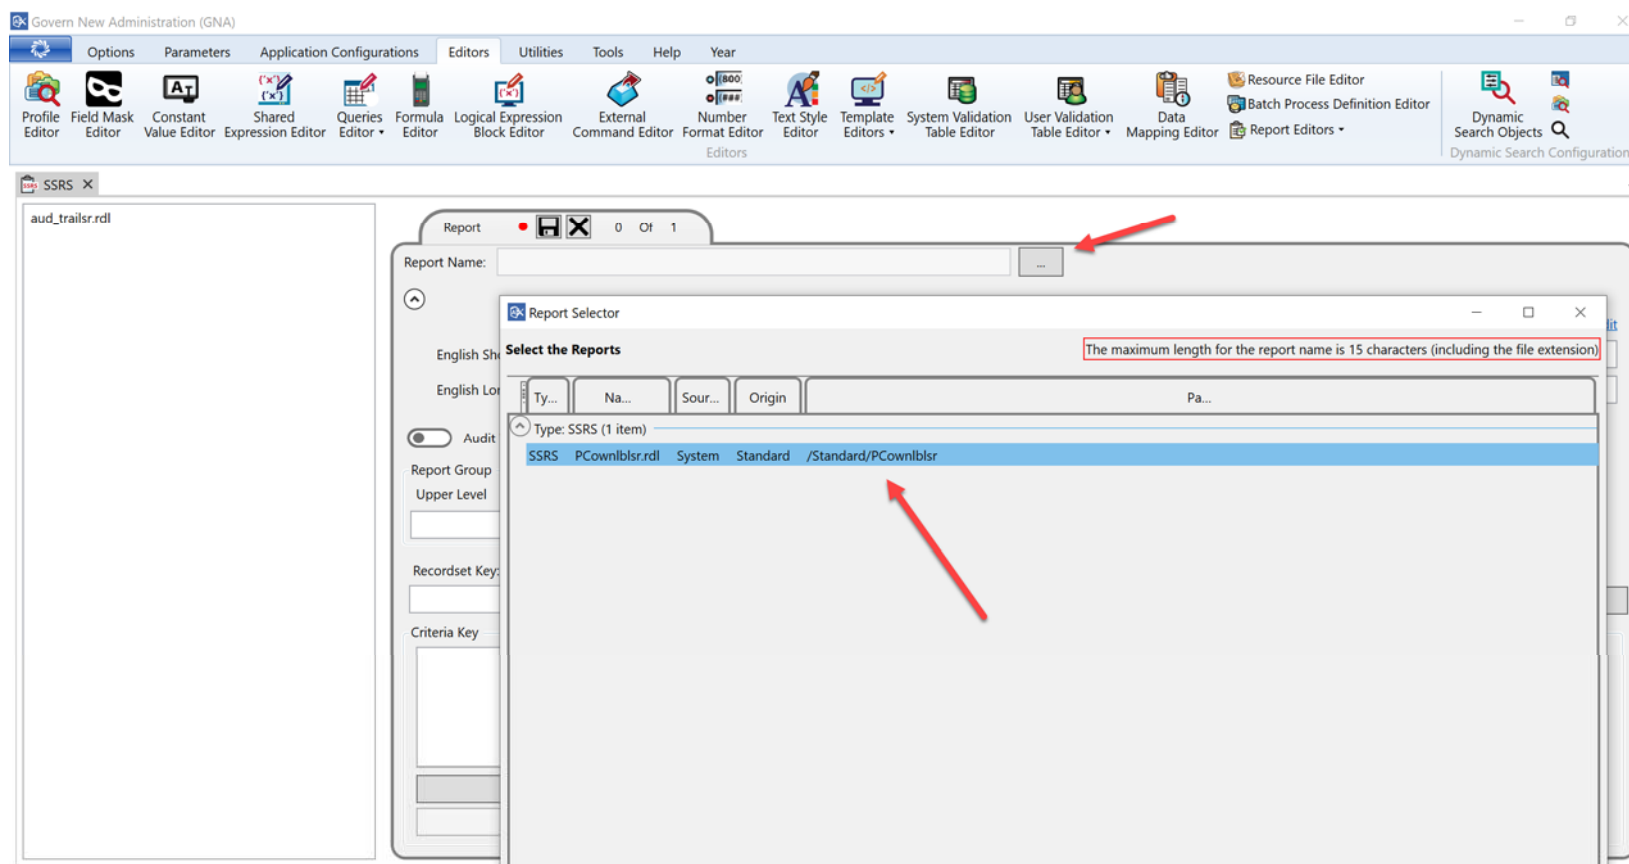 Govern New Administration (GNA)
Options Parameters Application Configurations Editors Utilities Tools Help Year
Profile Editor
Field Mask Editor
Constant Value Editor
Shared Expression Editor
Queries Editor
Formula Editor
Logical Expression Block Editor
External Command Editor
Number Format Editor
Text Style Editor
Template Editors
System Validation Table Editor
User Validation Table Editor
Data Mapping Editor
Resource File Editor
Batch Process Definition Editor
Report Editors
Dynamic Search Objects
Editors
Dynamic Search Configuration
SSRS
aud_trailsr.rdl
Report 0 Of 1
Report Name: ...
Report Selector
Select the Reports
The maximum length for the report name is 15 characters (including the file extension)
Ty... Na... Sour... Origin Pa...
Type: SSRS (1 item)
SSRS PCownlblsr.rdl System Standard /Standard/PCownlblsr
English Sh
English Lon
Audit
Report Group
Upper Level
Recordset Key:
Criteria Key